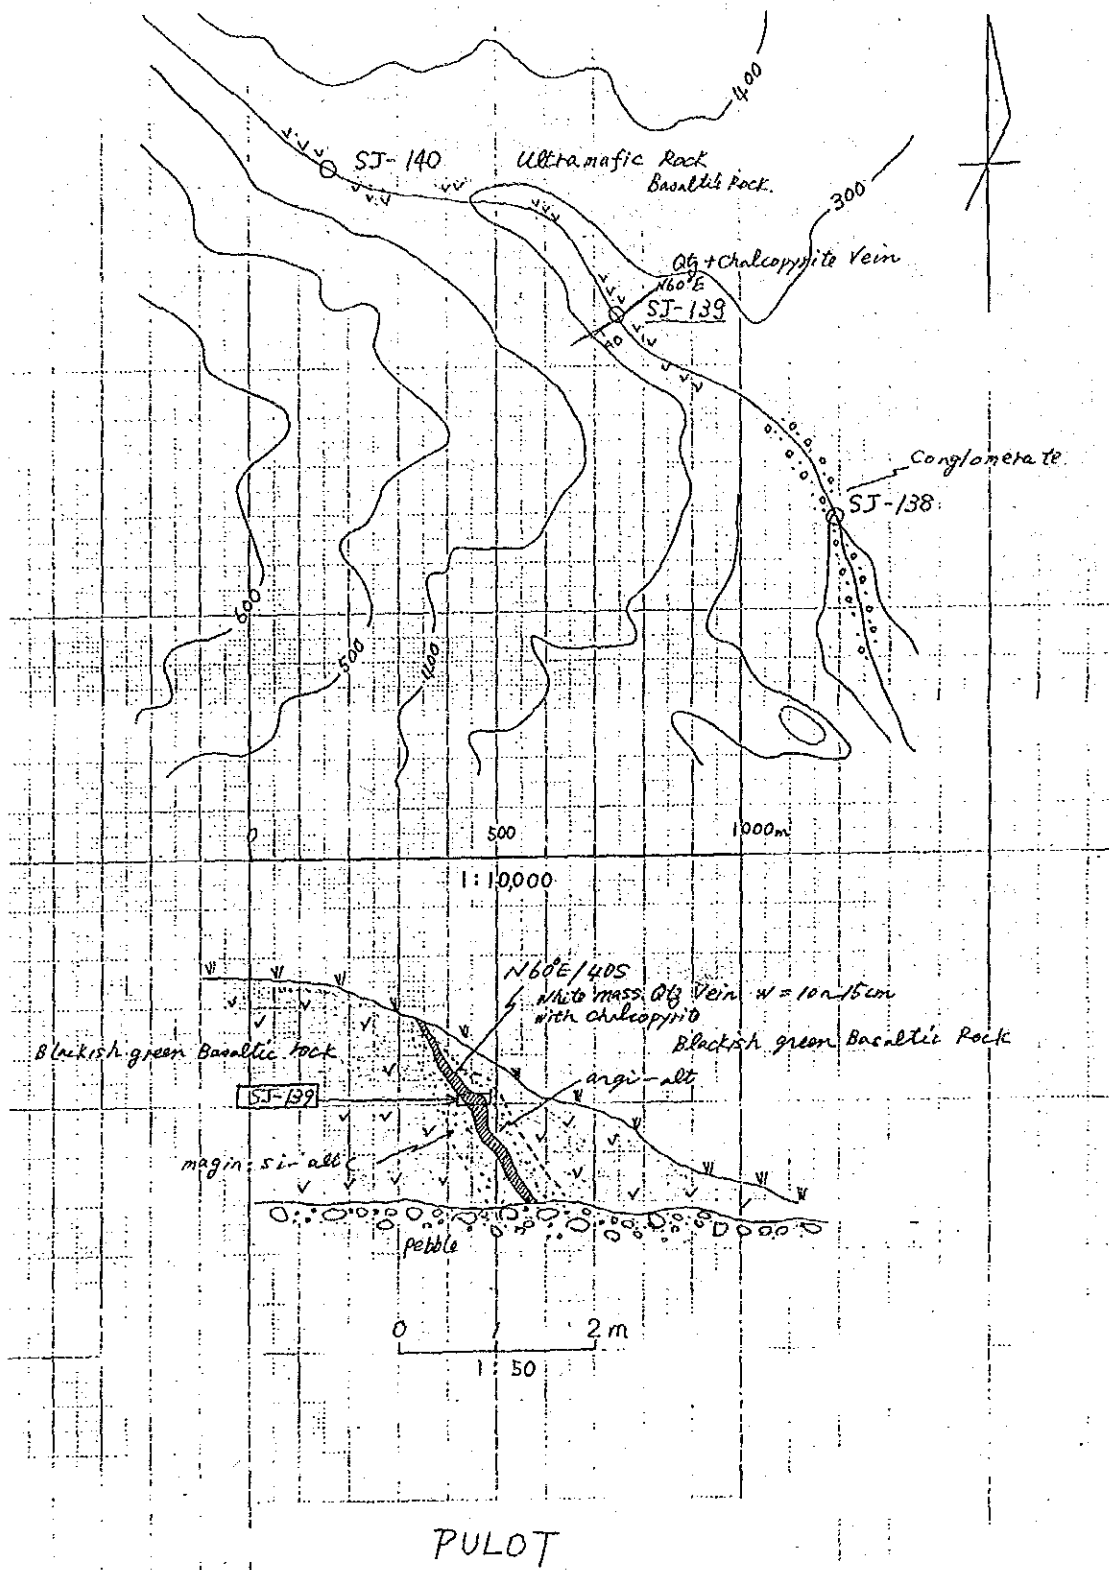 400
SJ-140
Ultramafic Rock
Basaltic Rock.
300
Qtz + Chalcopyrite Vein
N60°E
SJ-139
40
Conglomerate
SJ-138
600
500
400
0 500 1000m
1:10,000
N60°E/40S
White mass Qtz Vein w = 10~15cm
with chalcopyrite
Blackish green Basaltic rock
Blackish green Basaltic Rock
argi-alt
SJ-139
magin: si-alt
pebble
0 1 2 m
1:50
PULOT